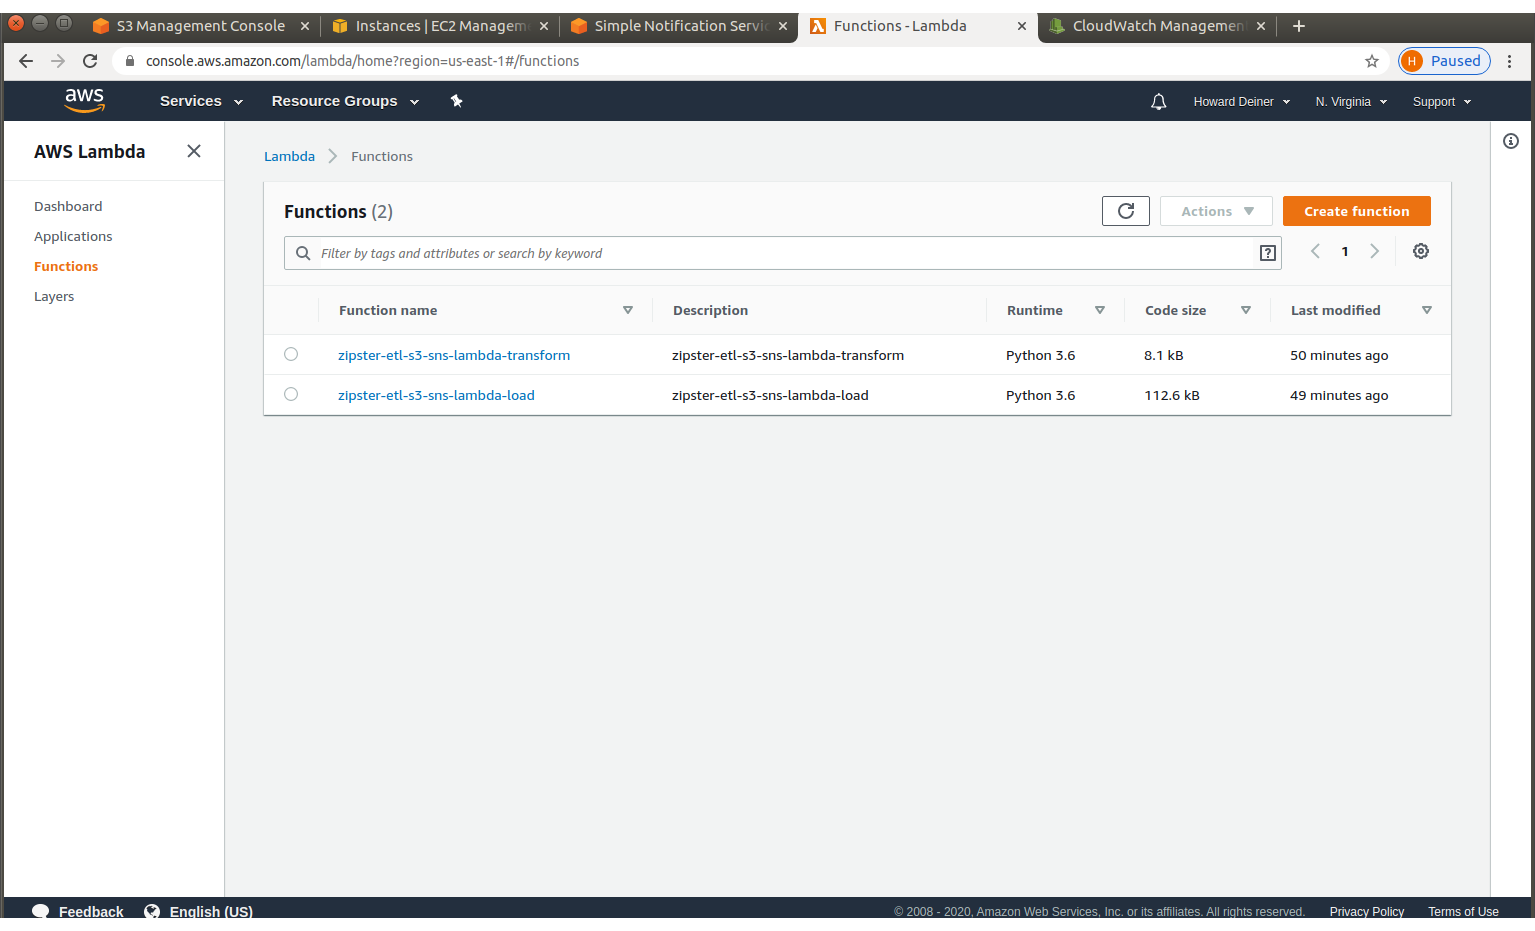 S3 Management Console
Instances | EC2 Managem
Simple Notification Servic
Functions - Lambda
CloudWatch Managemen
console.aws.amazon.com/lambda/home?region=us-east-1#/functions
H Paused
aws Services Resource Groups Howard Deiner N. Virginia Support
AWS Lambda
Dashboard
Applications
Functions
Layers
Lambda Functions
Functions (2)
Actions
Create function
Filter by tags and attributes or search by keyword
?
1
Function name Description Runtime Code size Last modified
zipster-etl-s3-sns-lambda-transform zipster-etl-s3-sns-lambda-transform Python 3.6 8.1 kB 50 minutes ago
zipster-etl-s3-sns-lambda-load zipster-etl-s3-sns-lambda-load Python 3.6 112.6 kB 49 minutes ago
Feedback English (US) © 2008 - 2020, Amazon Web Services, Inc. or its affiliates. All rights reserved. Privacy Policy Terms of Use